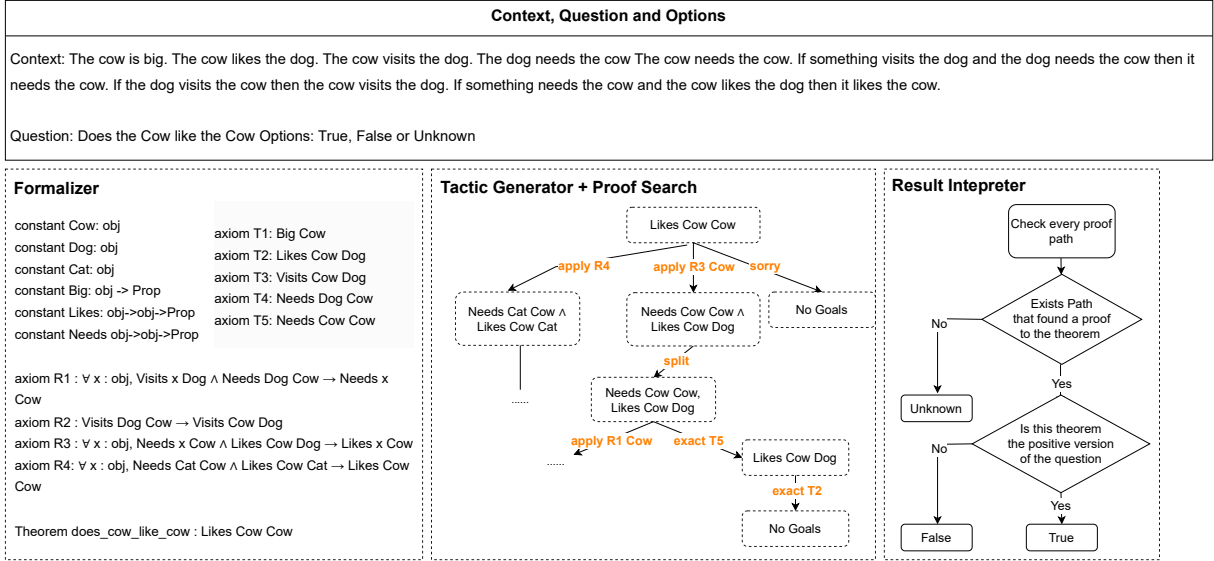 Context, Question and Options
Context: The cow is big. The cow likes the dog. The cow visits the dog. The dog needs the cow The cow needs the cow. If something visits the dog and the dog needs the cow then it
needs the cow. If the dog visits the cow then the cow visits the dog. If something needs the cow and the cow likes the dog then it likes the cow.
Question: Does the Cow like the Cow Options: True, False or Unknown
Formalizer
constant Cow: obj
constant Dog: obj
constant Cat: obj
constant Big: obj -> Prop
constant Likes: obj->obj->Prop
constant Needs obj->obj->Prop
axiom T1: Big Cow
axiom T2: Likes Cow Dog
axiom T3: Visits Cow Dog
axiom T4: Needs Dog Cow
axiom T5: Needs Cow Cow
axiom R1 : ∀ x : obj, Visits x Dog ∧ Needs Dog Cow → Needs x
Cow
axiom R2 : Visits Dog Cow → Visits Cow Dog
axiom R3 : ∀ x : obj, Needs x Cow ∧ Likes Cow Dog → Likes x Cow
axiom R4: ∀ x : obj, Needs Cat Cow ∧ Likes Cow Cat → Likes Cow
Cow
Theorem does_cow_like_cow : Likes Cow Cow
Tactic Generator + Proof Search
Likes Cow Cow
apply R4
apply R3 Cow
sorry
Needs Cat Cow ∧
Likes Cow Cat
Needs Cow Cow ∧
Likes Cow Dog
No Goals
split
......
Needs Cow Cow,
Likes Cow Dog
apply R1 Cow
exact T5
......
Likes Cow Dog
exact T2
No Goals
Result Intepreter
Check every proof
path
Exists Path
that found a proof
to the theorem
No
Yes
Unknown
Is this theorem
the positive version
of the question
No
Yes
False
True